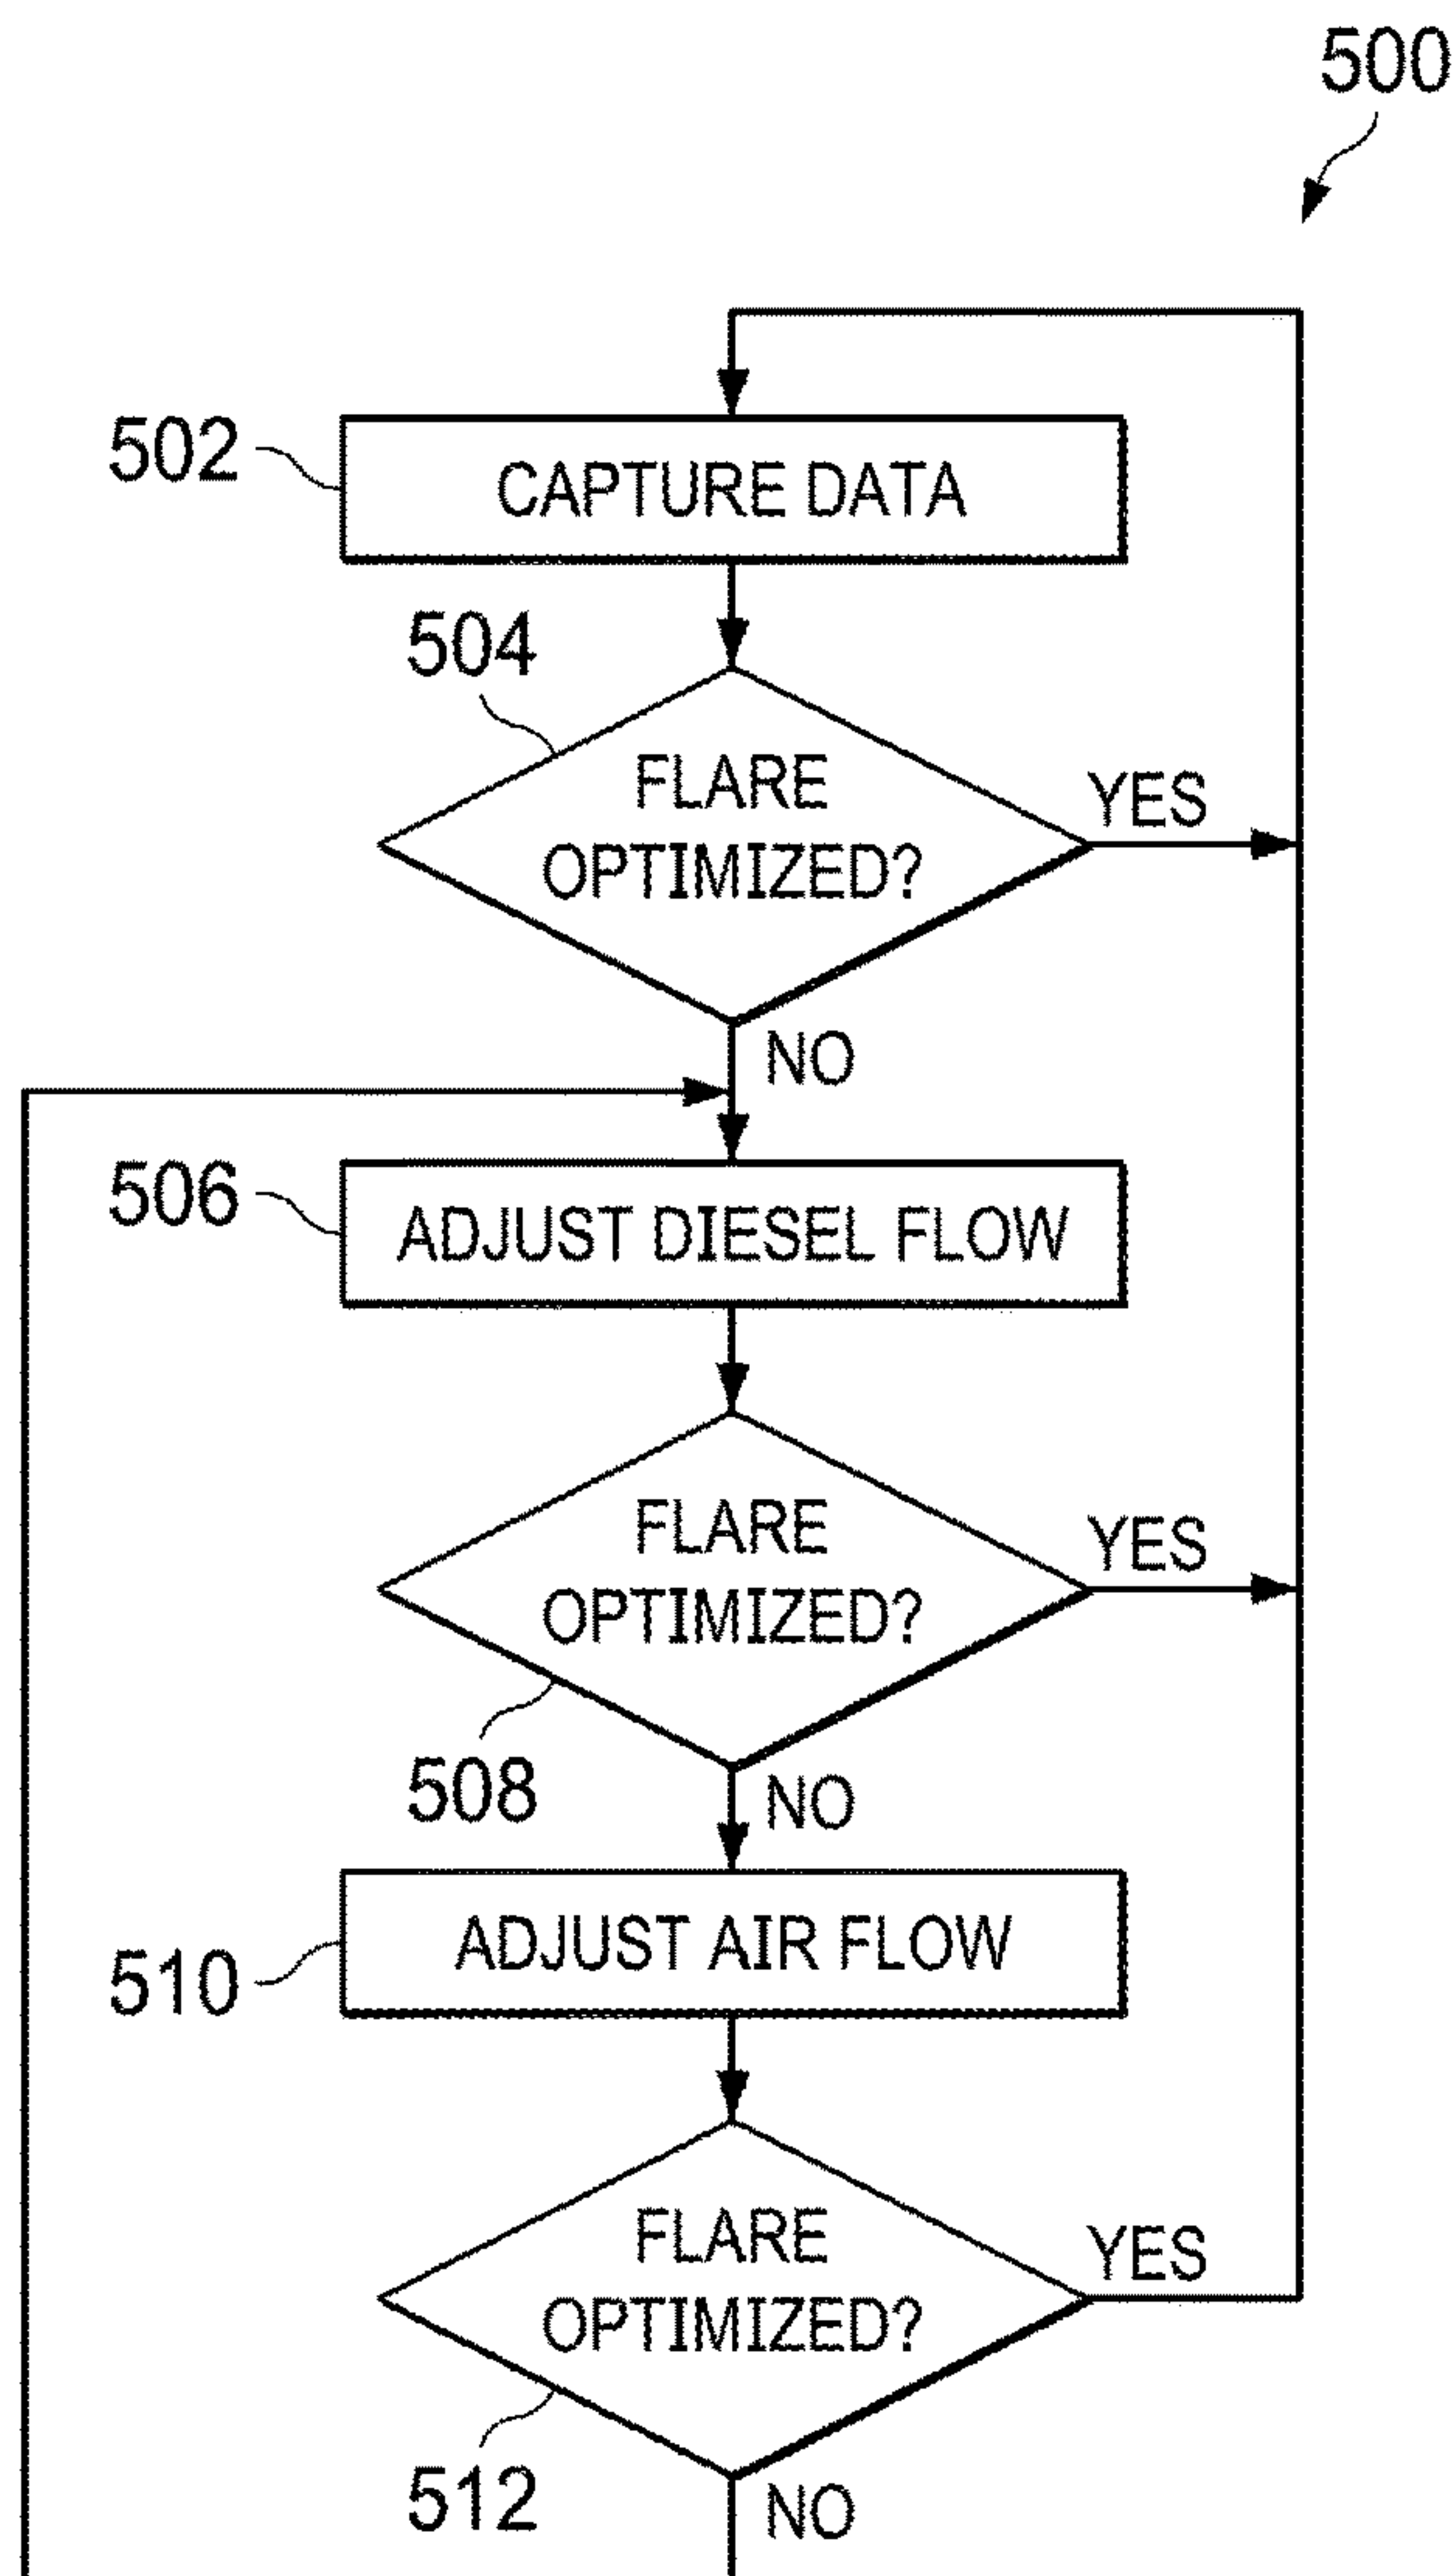 500
502
CAPTURE DATA
504
FLARE
OPTIMIZED?
YES
NO
506
ADJUST DIESEL FLOW
FLARE
OPTIMIZED?
YES
508
NO
510
ADJUST AIR FLOW
FLARE
OPTIMIZED?
YES
512
NO